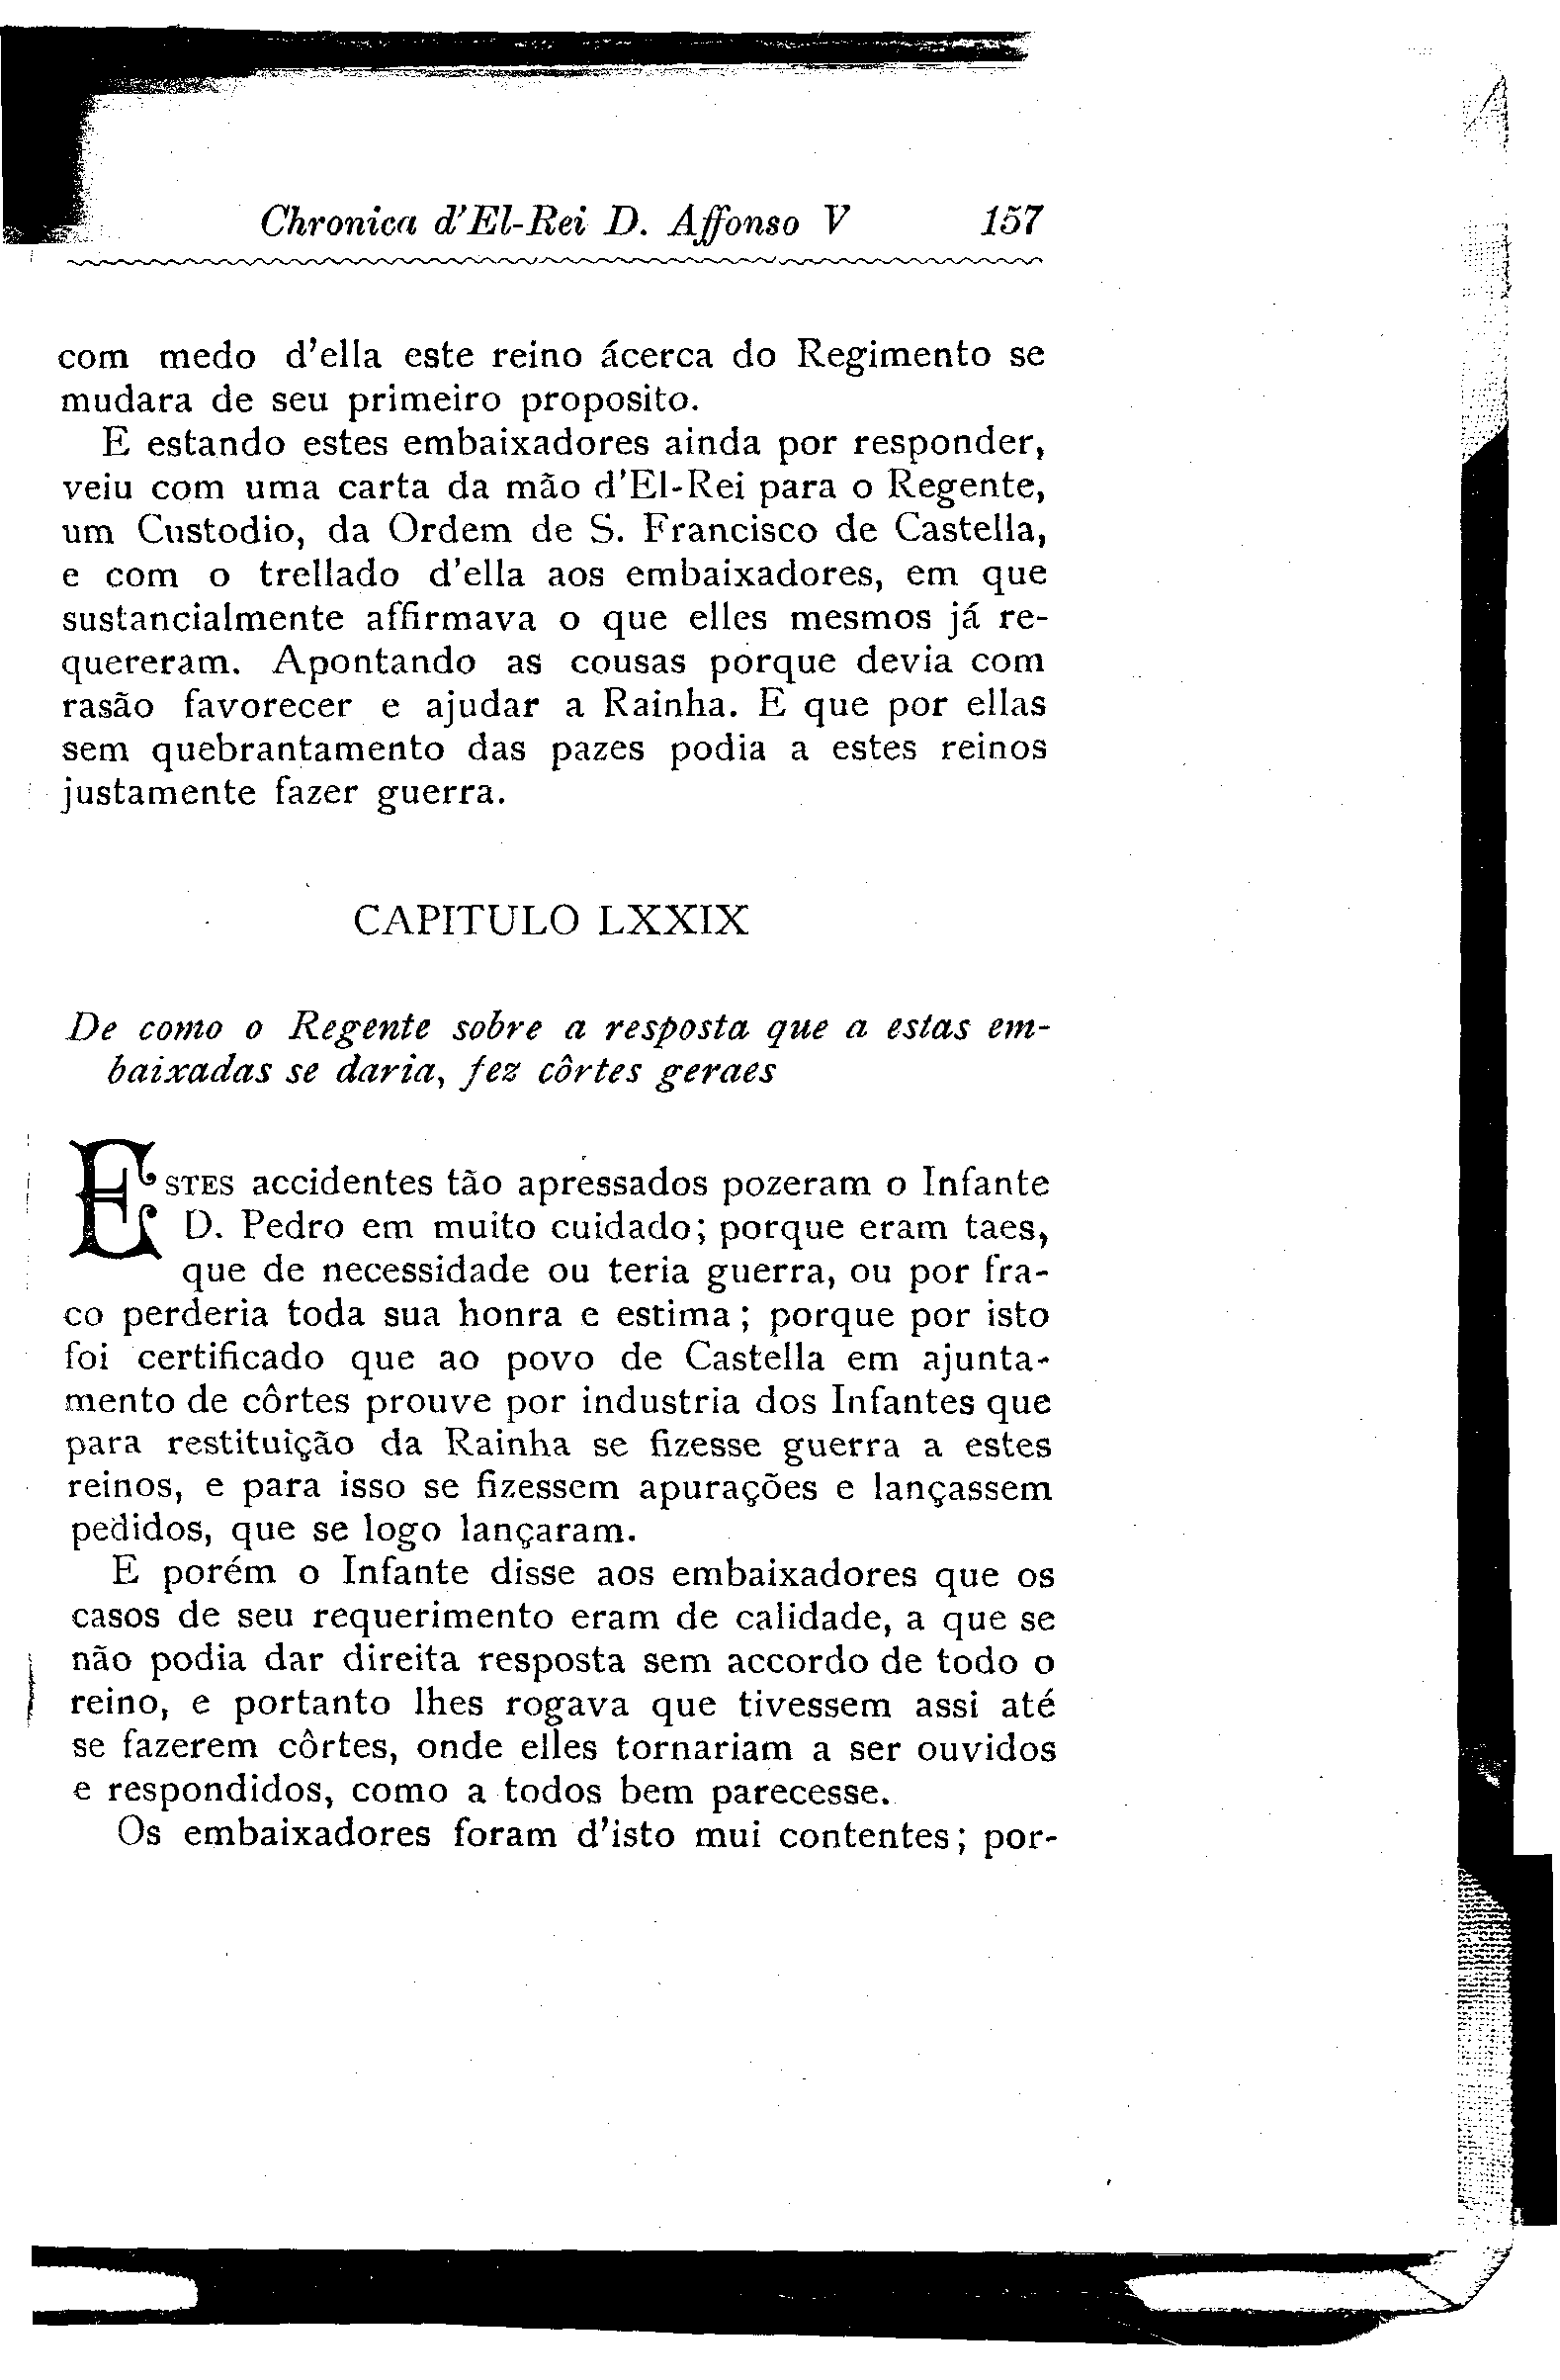 Chronica d'El-Rei D. Affonso V 157
com medo d'ella este reino ácerca do Regimento se
mudara de seu primeiro proposito.
E estando estes embaixadores ainda por responder,
veiu com uma carta da mão d'El-Rei para o Regente,
um Custodio, da Ordem de S. Francisco de Castella,
e com o trellado d'ella aos embaixadores, em que
sustancialmente affirmava o que elles mesmos já re-
quereram. Apontando as cousas porque devia com
rasão favorecer e ajudar a Rainha. E que por ellas
sem quebrantamento das pazes podia a estes reinos
justamente fazer guerra.
CAPITULO LXXIX
De como o Regente sobre a resposta que a estas em-
baixadas se daria, fez côrtes geraes
ESTES accidentes tão apressados pozeram o Infante
D. Pedro em muito cuidado; porque eram taes,
que de necessidade ou teria guerra, ou por fra-
co perderia toda sua honra e estima; porque por isto
foi certificado que ao povo de Castella em ajunta-
mento de côrtes prouve por industria dos Infantes que
para restituição da Rainha se fizesse guerra a estes
reinos, e para isso se fizessem apurações e lançassem
pedidos, que se logo lançaram.
E porém o Infante disse aos embaixadores que os
casos de seu requerimento eram de calidade, a que se
não podia dar direita resposta sem accordo de todo o
reino, e portanto lhes rogava que tivessem assi até
se fazerem côrtes, onde elles tornariam a ser ouvidos
e respondidos, como a todos bem parecesse.
Os embaixadores foram d'isto mui contentes; por-